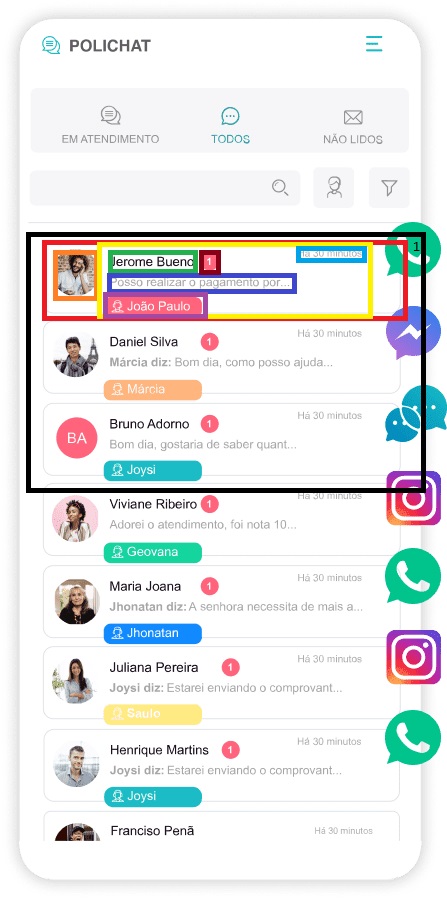 POLICHAT
EM ATENDIMENTO
TODOS
NÃO LIDOS
Jerome Bueno 1 Há 30 minutos 1
Posso realizar o pagamento por...
João Paulo
Daniel Silva 1 Há 30 minutos
Márcia diz: Bom dia, como posso ajuda...
Márcia
Bruno Adorno 1 Há 30 minutos
BA
Bom dia, gostaria de saber quant...
Joysi
Viviane Ribeiro 1 Há 30 minutos
Adorei o atendimento, foi nota 10...
Geovana
Maria Joana 1 Há 30 minutos
Jhonatan diz: A senhora necessita de mais a...
Jhonatan
Juliana Pereira 1 Há 30 minutos
Joysi diz: Estarei enviando o comprovant...
Saulo
Henrique Martins 1 Há 30 minutos
Joysi diz: Estarei enviando o comprovant...
Joysi
Franciso Penã Há 30 minutos